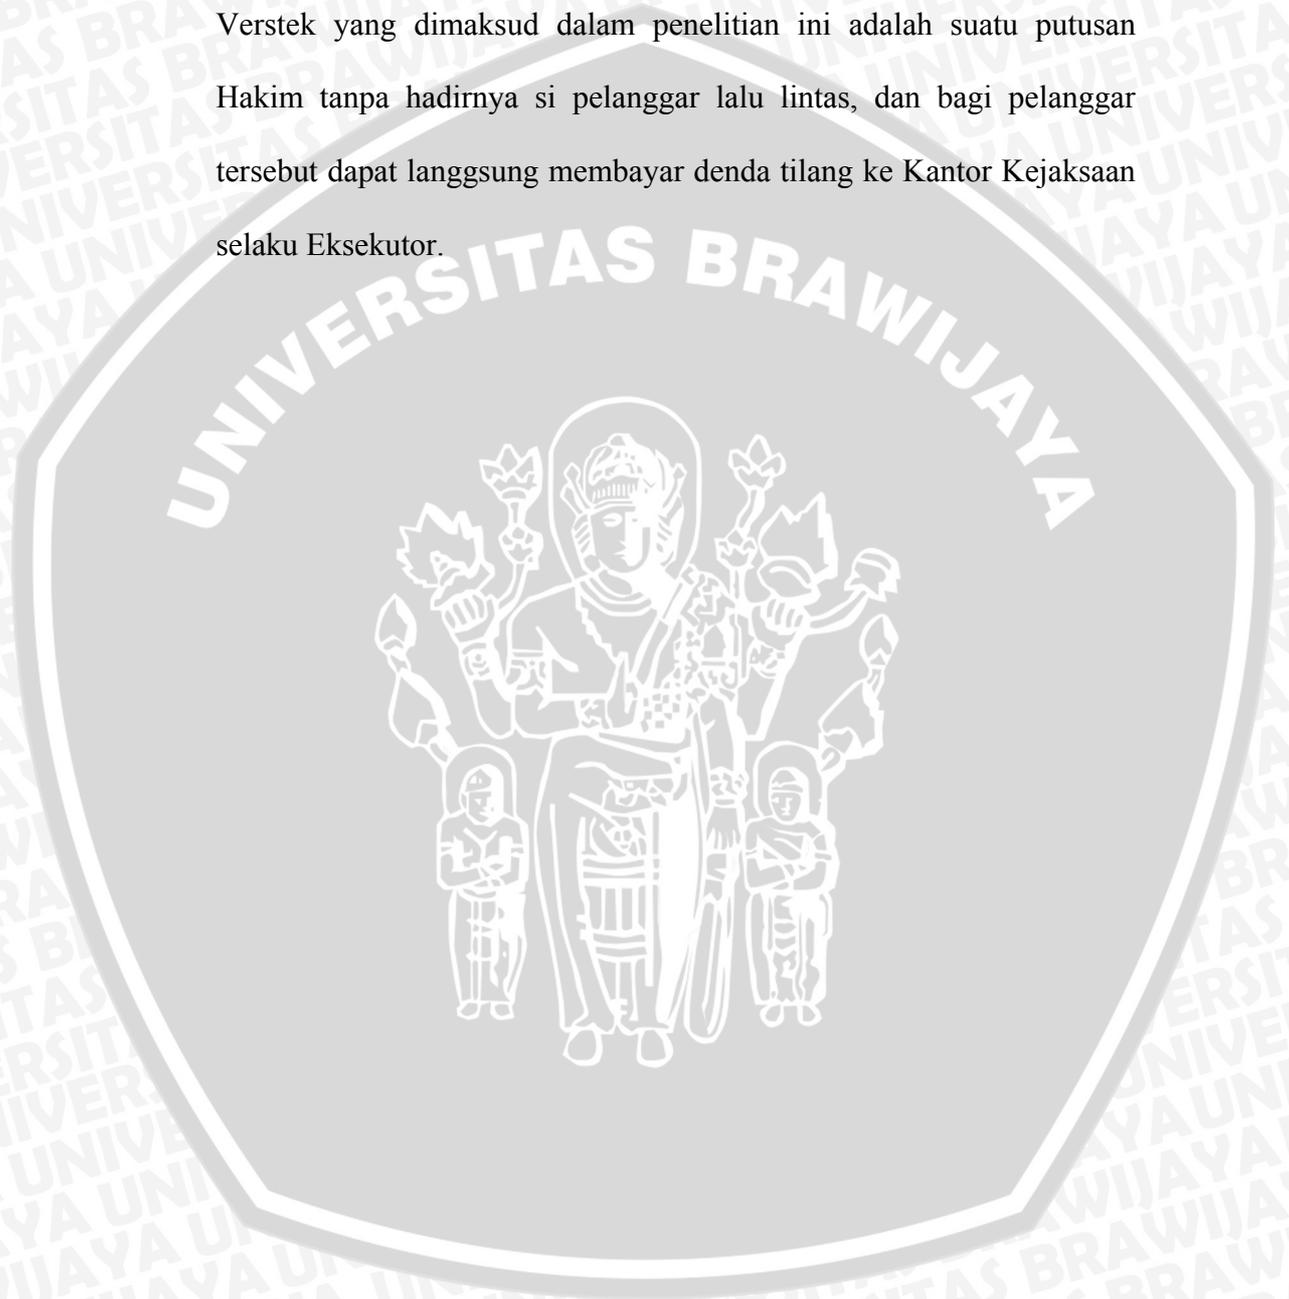 Verstek yang dimaksud dalam penelitian ini adalah suatu putusan
Hakim tanpa hadirnya si pelanggar lalu lintas, dan bagi pelanggar
tersebut dapat langgsung membayar denda tilang ke Kantor Kejaksaan
selaku Eksekutor.
UNIVERSITAS BRAWIJAYA